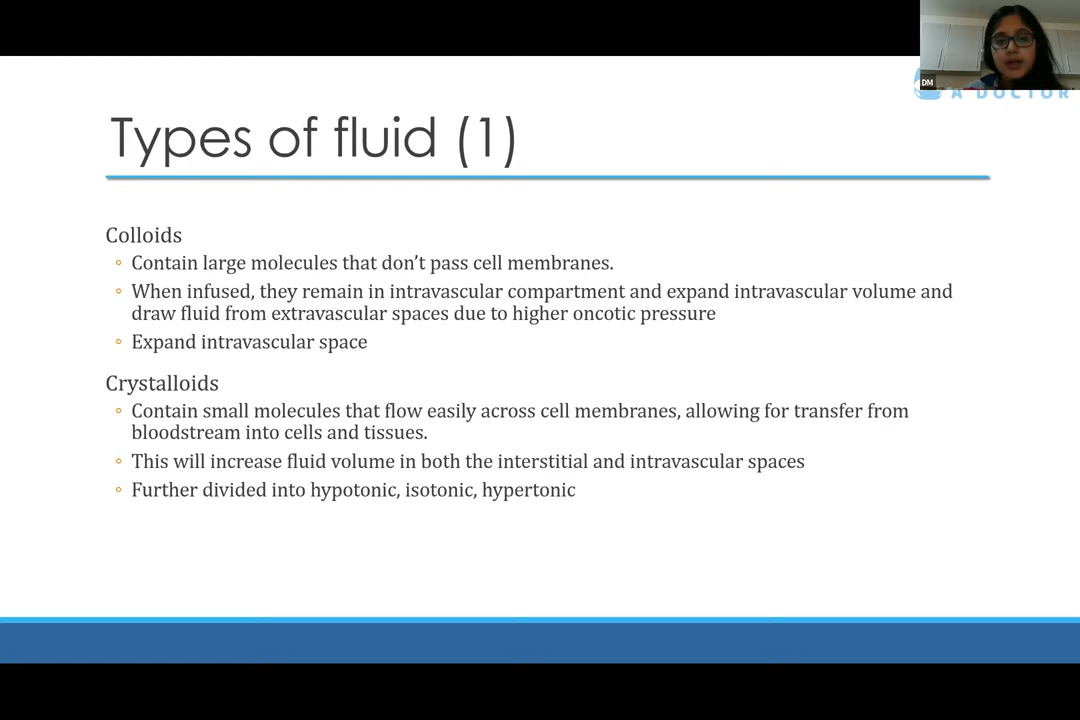 DM
A DOCTOR
Types of fluid (1)
Colloids
◦ Contain large molecules that don’t pass cell membranes.
◦ When infused, they remain in intravascular compartment and expand intravascular volume and
draw fluid from extravascular spaces due to higher oncotic pressure
◦ Expand intravascular space
Crystalloids
◦ Contain small molecules that flow easily across cell membranes, allowing for transfer from
bloodstream into cells and tissues.
◦ This will increase fluid volume in both the interstitial and intravascular spaces
◦ Further divided into hypotonic, isotonic, hypertonic